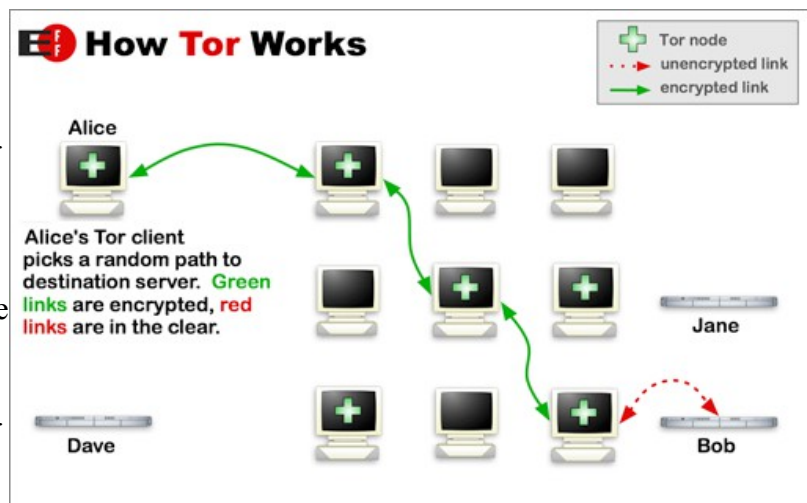 EFF How Tor Works
Tor node
unencrypted link
encrypted link
Alice
Alice's Tor client
picks a random path to
destination server. Green
links are encrypted, red
links are in the clear.
e
Jane
Dave
Bob